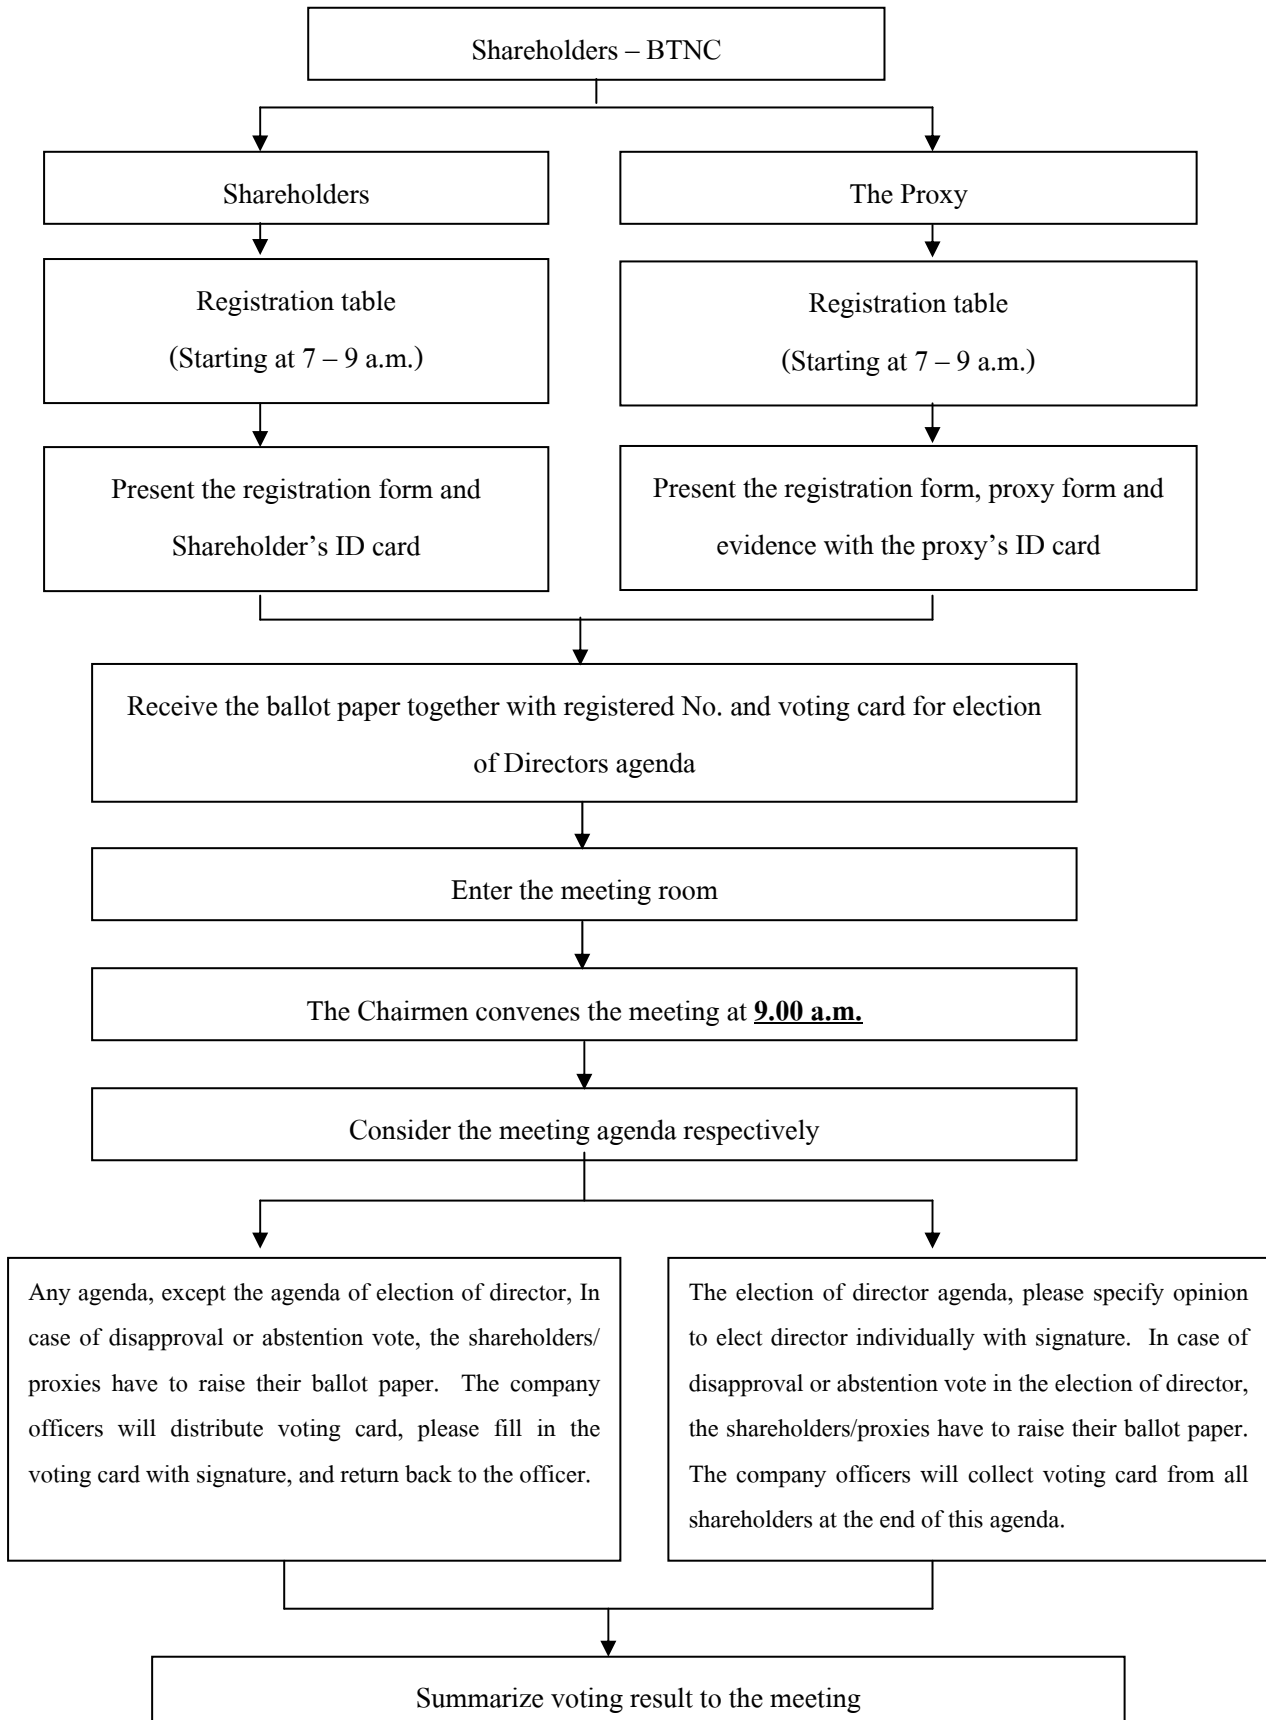 Shareholders – BTNC
Shareholders
The Proxy
Registration table
(Starting at 7 – 9 a.m.)
Registration table
(Starting at 7 – 9 a.m.)
Present the registration form and
Shareholder’s ID card
Present the registration form, proxy form and
evidence with the proxy’s ID card
Receive the ballot paper together with registered No. and voting card for election
of Directors agenda
Enter the meeting room
The Chairmen convenes the meeting at 9.00 a.m.
Consider the meeting agenda respectively
Any agenda, except the agenda of election of director, In
case of disapproval or abstention vote, the shareholders/
proxies have to raise their ballot paper. The company
officers will distribute voting card, please fill in the
voting card with signature, and return back to the officer.
The election of director agenda, please specify opinion
to elect director individually with signature. In case of
disapproval or abstention vote in the election of director,
the shareholders/proxies have to raise their ballot paper.
The company officers will collect voting card from all
shareholders at the end of this agenda.
Summarize voting result to the meeting